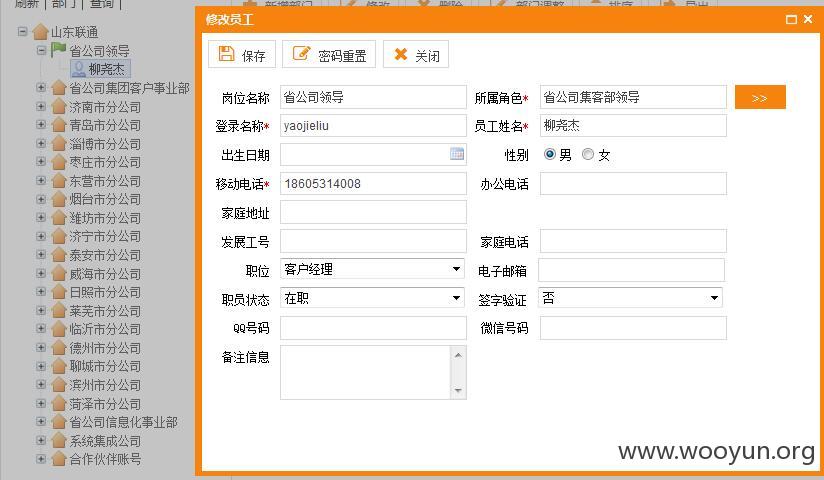 刷新 | 部门 | 查询 |
新增部门 修改 删除 部门调整 排序 导出
山东联通
省公司领导
柳尧杰
省公司集团客户事业部
济南市分公司
青岛市分公司
淄博市分公司
枣庄市分公司
东营市分公司
烟台市分公司
潍坊市分公司
济宁市分公司
泰安市分公司
威海市分公司
日照市分公司
莱芜市分公司
临沂市分公司
德州市分公司
聊城市分公司
滨州市分公司
菏泽市分公司
省公司信息化事业部
系统集成公司
合作伙伴账号
修改员工
保存 密码重置 关闭
岗位名称 省公司领导 所属角色* 省公司集客部领导 >>
登录名称* yaojieliu 员工姓名* 柳尧杰
出生日期 性别 男 女
移动电话* 18605314008 办公电话
家庭地址
发展工号 家庭电话
职位 客户经理 电子邮箱
职员状态 在职 签字验证 否
QQ号码 微信号码
备注信息
www.wooyun.org